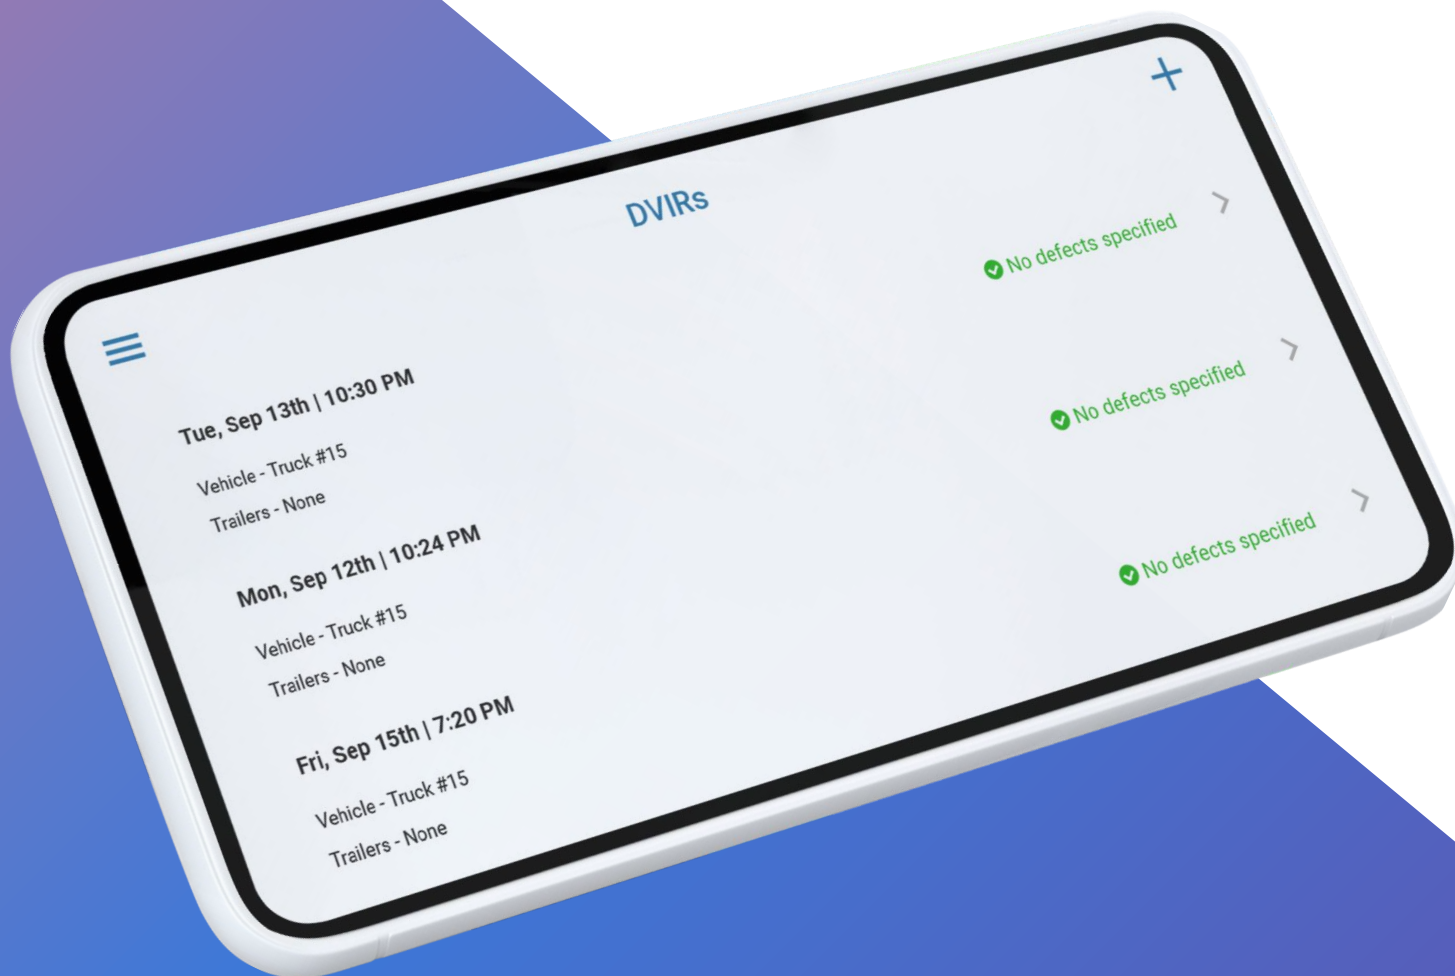 DVIRs
Tue, Sep 13th | 10:30 PM
No defects specified
Vehicle - Truck #15
Trailers - None
Mon, Sep 12th | 10:24 PM
No defects specified
Vehicle - Truck #15
Trailers - None
Fri, Sep 15th | 7:20 PM
No defects specified
Vehicle - Truck #15
Trailers - None